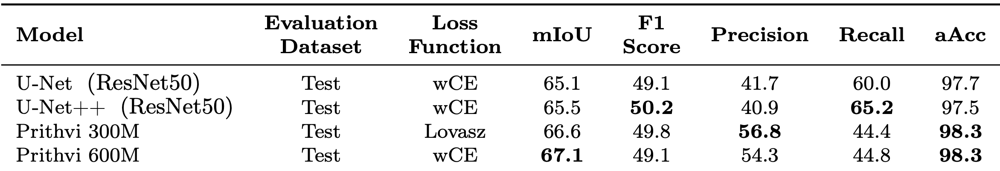 Model Evaluation Dataset Loss Function mIoU F1 Score Precision Recall aAcc
U-Net (ResNet50) Test wCE 65.1 49.1 41.7 60.0 97.7
U-Net++ (ResNet50) Test wCE 65.5 50.2 40.9 65.2 97.5
Prithvi 300M Test Lovasz 66.6 49.8 56.8 44.4 98.3
Prithvi 600M Test wCE 67.1 49.1 54.3 44.8 98.3